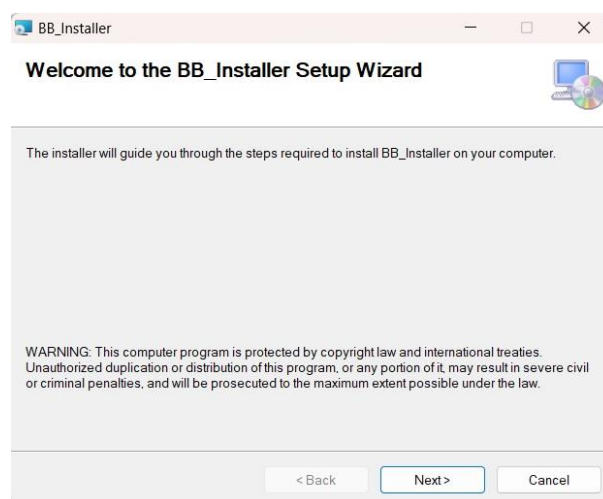 BB_Installer
Welcome to the BB_Installer Setup Wizard
The installer will guide you through the steps required to install BB_Installer on your computer.
WARNING: This computer program is protected by copyright law and international treaties.
Unauthorized duplication or distribution of this program, or any portion of it, may result in severe civil
or criminal penalties, and will be prosecuted to the maximum extent possible under the law.
< Back
Next >
Cancel